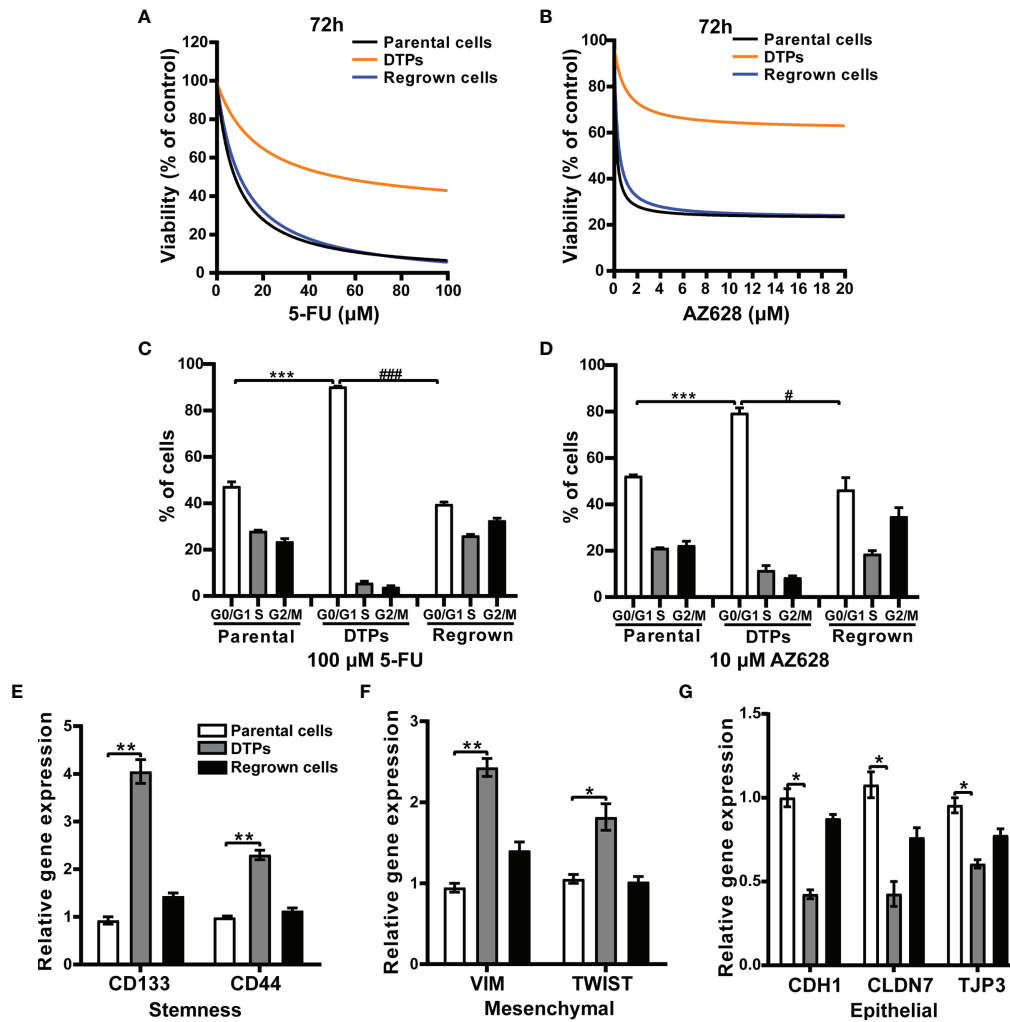 A
72h
Parental cells
DTPs
Regrown cells
Viability (% of control)
120
100
80
60
40
20
0
0 20 40 60 80 100
5-FU (µM)
B
72h
Parental cells
DTPs
Regrown cells
Viability (% of control)
100
80
60
40
20
0
0 2 4 6 8 10 12 14 16 18 20
AZ628 (µM)
C
% of cells
100
80
60
40
20
0
*** ###
G0/G1 S G2/M G0/G1 S G2/M G0/G1 S G2/M
Parental DTPs Regrown
100 µM 5-FU
D
% of cells
100
80
60
40
20
0
*** #
G0/G1 S G2/M G0/G1 S G2/M G0/G1 S G2/M
Parental DTPs Regrown
10 µM AZ628
E
Relative gene expression
5
4
3
2
1
0
Parental cells
DTPs
Regrown cells
** **
CD133 CD44
Stemness
F
Relative gene expression
3
2
1
0
** *
VIM TWIST
Mesenchymal
G
Relative gene expression
1.5
1.0
0.5
0.0
* * *
CDH1 CLDN7 TJP3
Epithelial